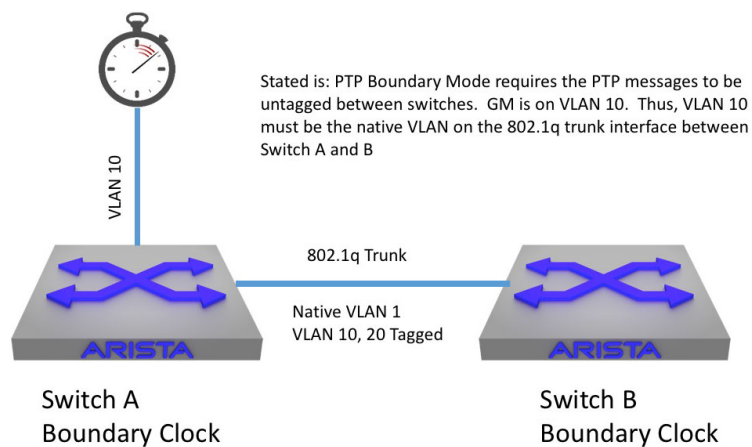 Stated is: PTP Boundary Mode requires the PTP messages to be
untagged between switches.  GM is on VLAN 10.  Thus, VLAN 10
must be the native VLAN on the 802.1q trunk interface between
Switch A and B
VLAN 10
802.1q Trunk
Native VLAN 1
VLAN 10, 20 Tagged
ARISTA
ARISTA
Switch A
Boundary Clock
Switch B
Boundary Clock